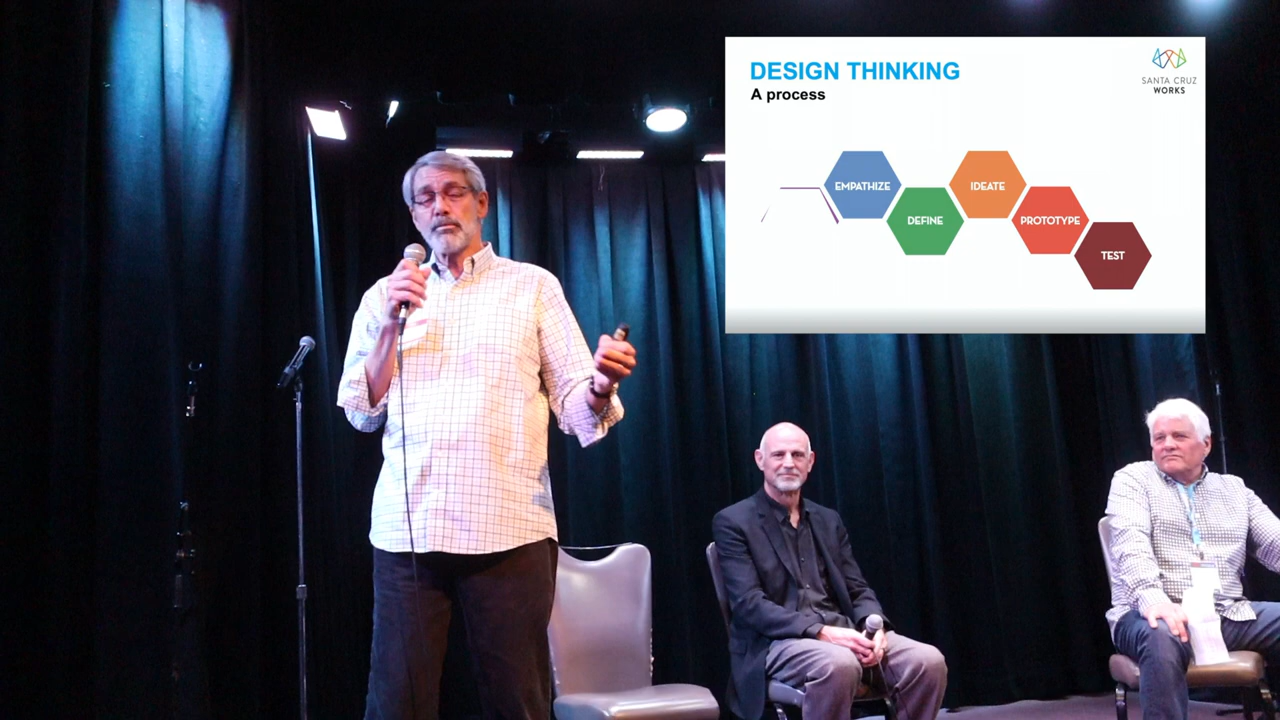 DESIGN THINKING
A process
SANTA CRUZ
WORKS
EMPATHIZE
IDEATE
DEFINE
PROTOTYPE
TEST